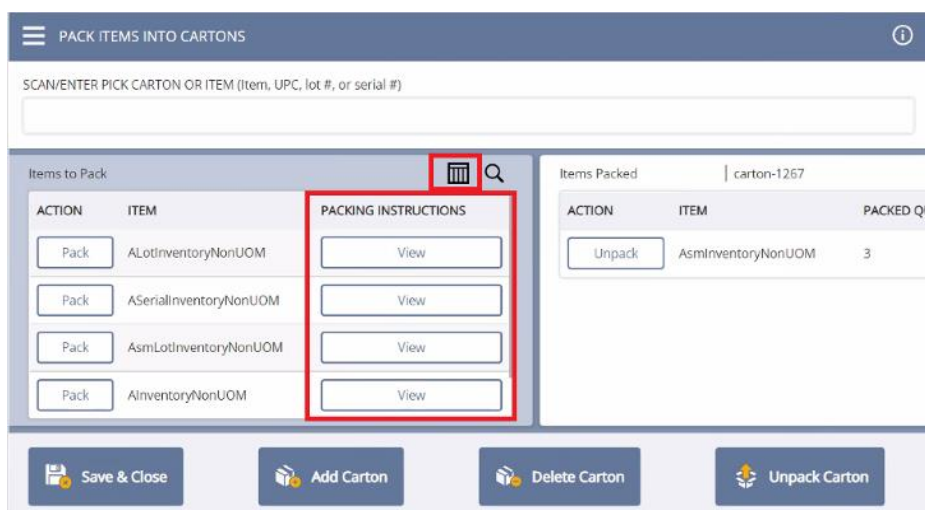 PACK ITEMS INTO CARTONS
SCAN/ENTER PICK CARTON OR ITEM (Item, UPC, lot #, or serial #)
Items to Pack
ACTION ITEM PACKING INSTRUCTIONS
Pack ALotInventoryNonUOM View
Pack ASerialInventoryNonUOM View
Pack AsmLotInventoryNonUOM View
Pack AInventoryNonUOM View
Items Packed | carton-1267
ACTION ITEM PACKED Q
Unpack AsmInventoryNonUOM 3
Save & Close Add Carton Delete Carton Unpack Carton